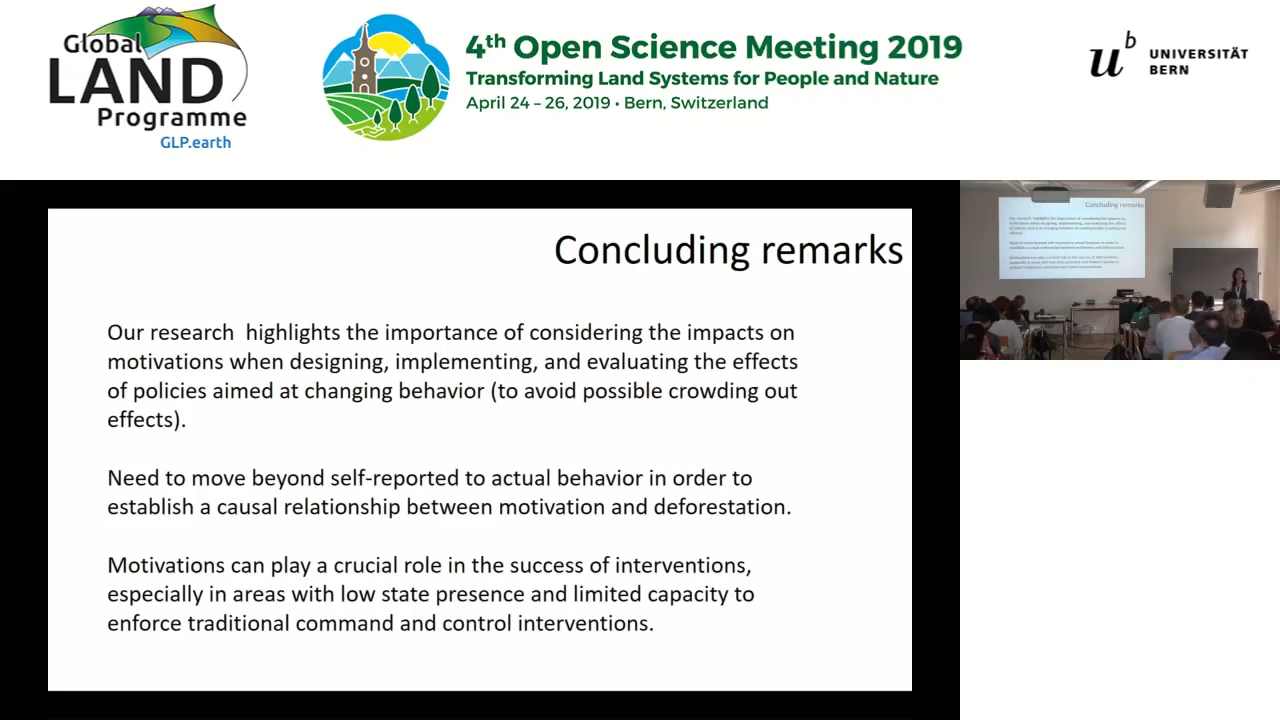 Global
LAND
Programme
GLP.earth
4th Open Science Meeting 2019
Transforming Land Systems for People and Nature
April 24 – 26, 2019 • Bern, Switzerland
u b
UNIVERSITÄT
BERN
Concluding remarks
Our research highlights the importance of considering the impacts on
motivations when designing, implementing, and evaluating the effects
of policies aimed at changing behavior (to avoid possible crowding out
effects).
Need to move beyond self-reported to actual behavior in order to
establish a causal relationship between motivation and deforestation.
Motivations can play a crucial role in the success of interventions,
especially in areas with low state presence and limited capacity to
enforce traditional command and control interventions.
Concluding remarks